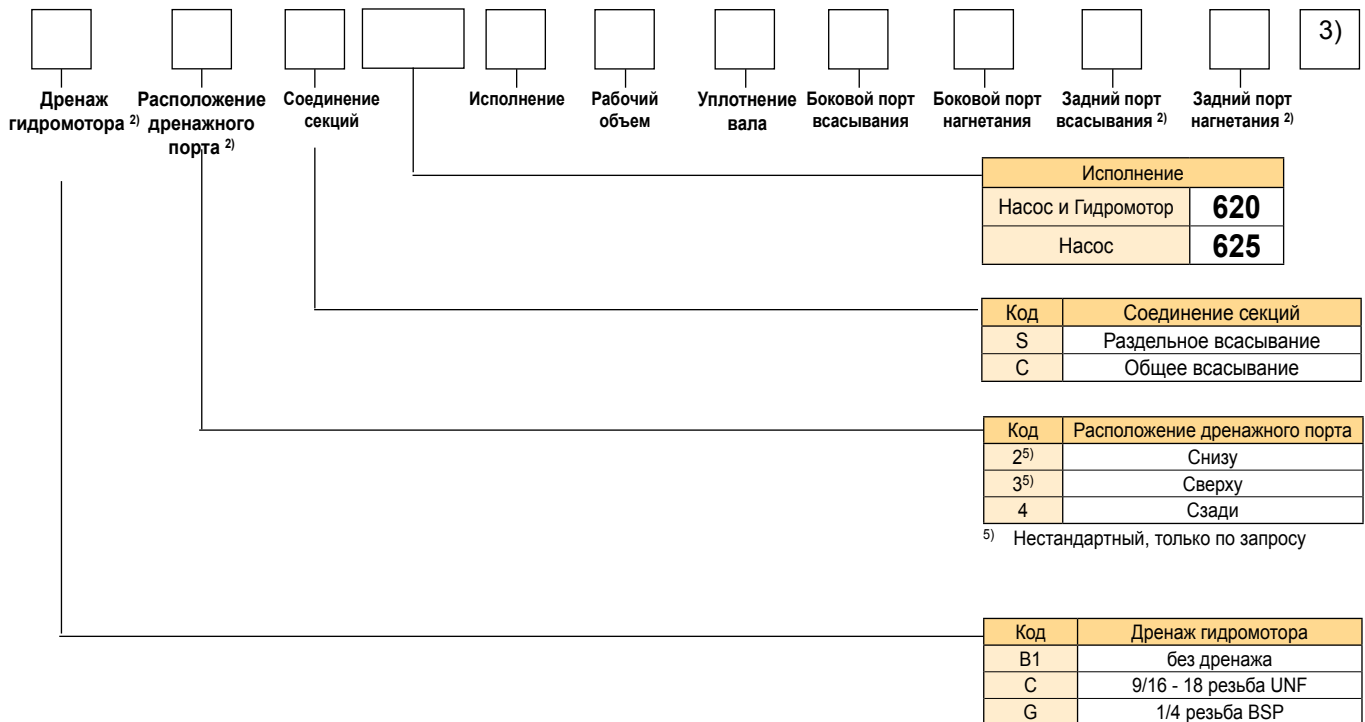 3)
Дренаж гидромотора 2)
Расположение дренажного порта 2)
Соединение секций
Исполнение
Рабочий объем
Уплотнение вала
Боковой порт всасывания
Боковой порт нагнетания
Задний порт всасывания 2)
Задний порт нагнетания 2)
Исполнение
Насос и Гидромотор 620
Насос 625
Код Соединение секций
S Раздельное всасывание
C Общее всасывание
Код Расположение дренажного порта
2 5) Снизу
3 5) Сверху
4 Сзади
5) Нестандартный, только по запросу
Код Дренаж гидромотора
B1 без дренажа
C 9/16 - 18 резьба UNF
G 1/4 резьба BSP